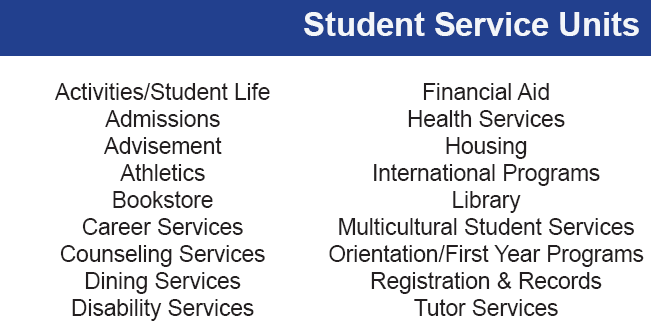 Student Service Units
Activities/Student Life
Admissions
Advisement
Athletics
Bookstore
Career Services
Counseling Services
Dining Services
Disability Services
Financial Aid
Health Services
Housing
International Programs
Library
Multicultural Student Services
Orientation/First Year Programs
Registration & Records
Tutor Services